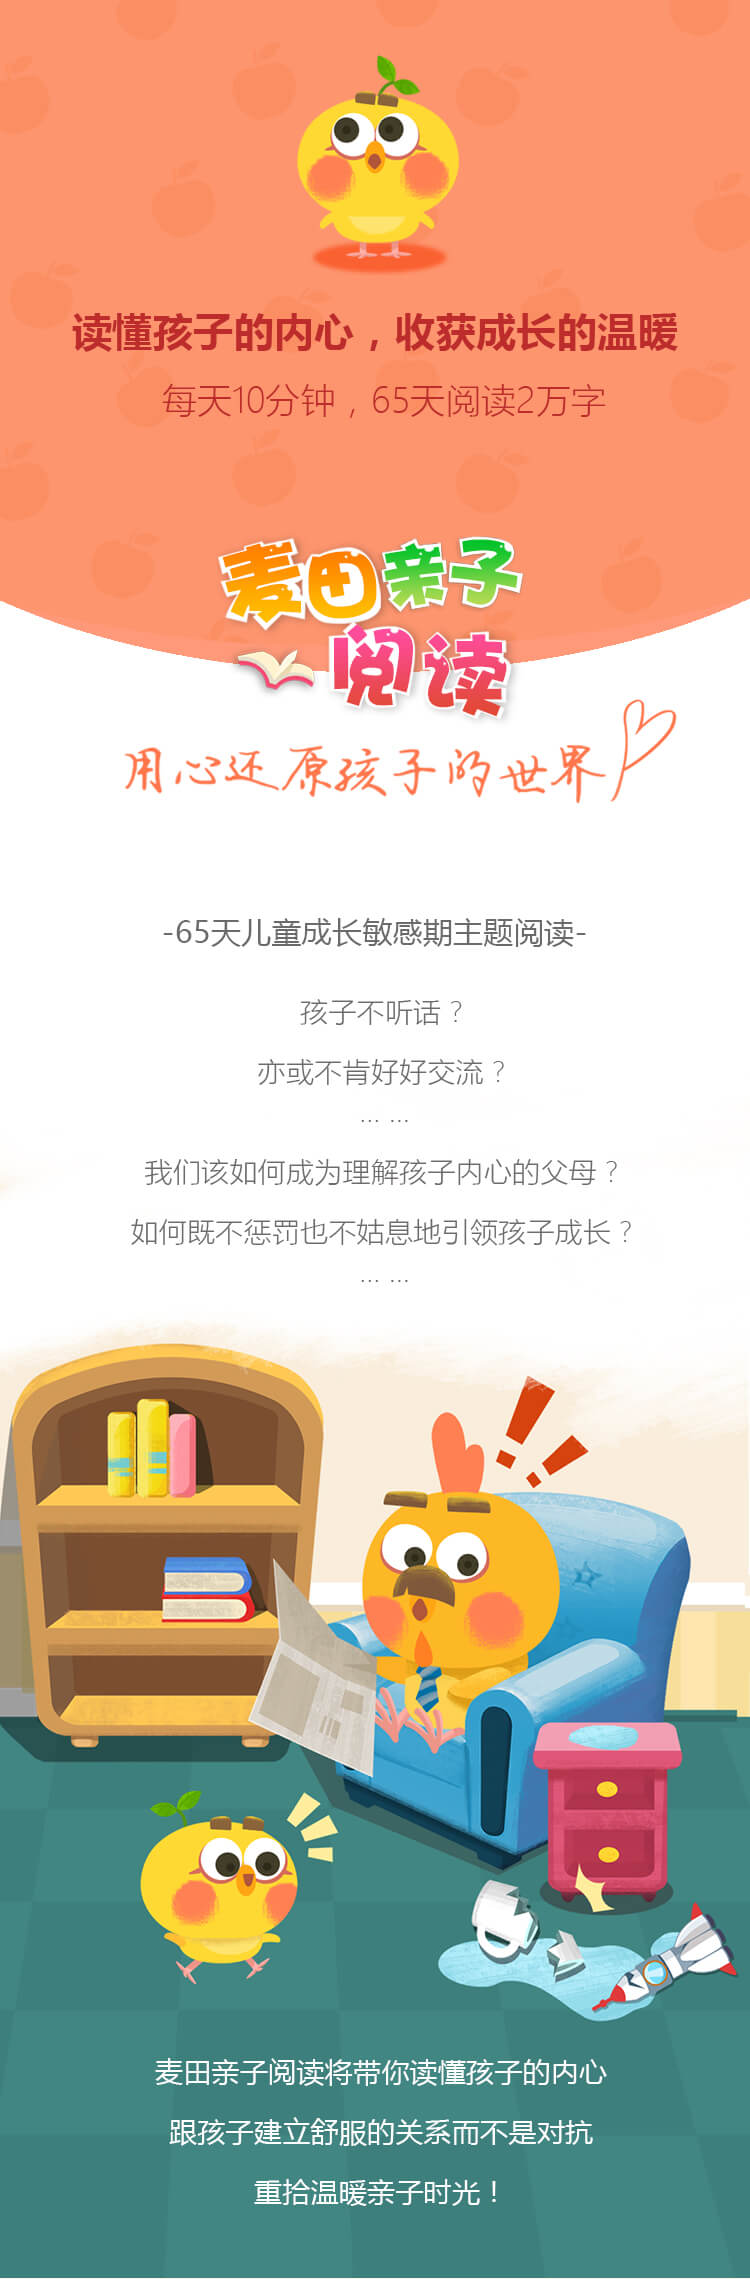 读懂孩子的内心，收获成长的温暖
每天10分钟，65天阅读2万字
麦田亲子
阅读
用心还原孩子的世界
-65天儿童成长敏感期主题阅读-
孩子不听话？
亦或不肯好好交流？
... ...
我们该如何成为理解孩子内心的父母？
如何既不惩罚也不姑息地引领孩子成长？
... ...
麦田亲子阅读将带你读懂孩子的内心
跟孩子建立舒服的关系而不是对抗
重拾温暖亲子时光！